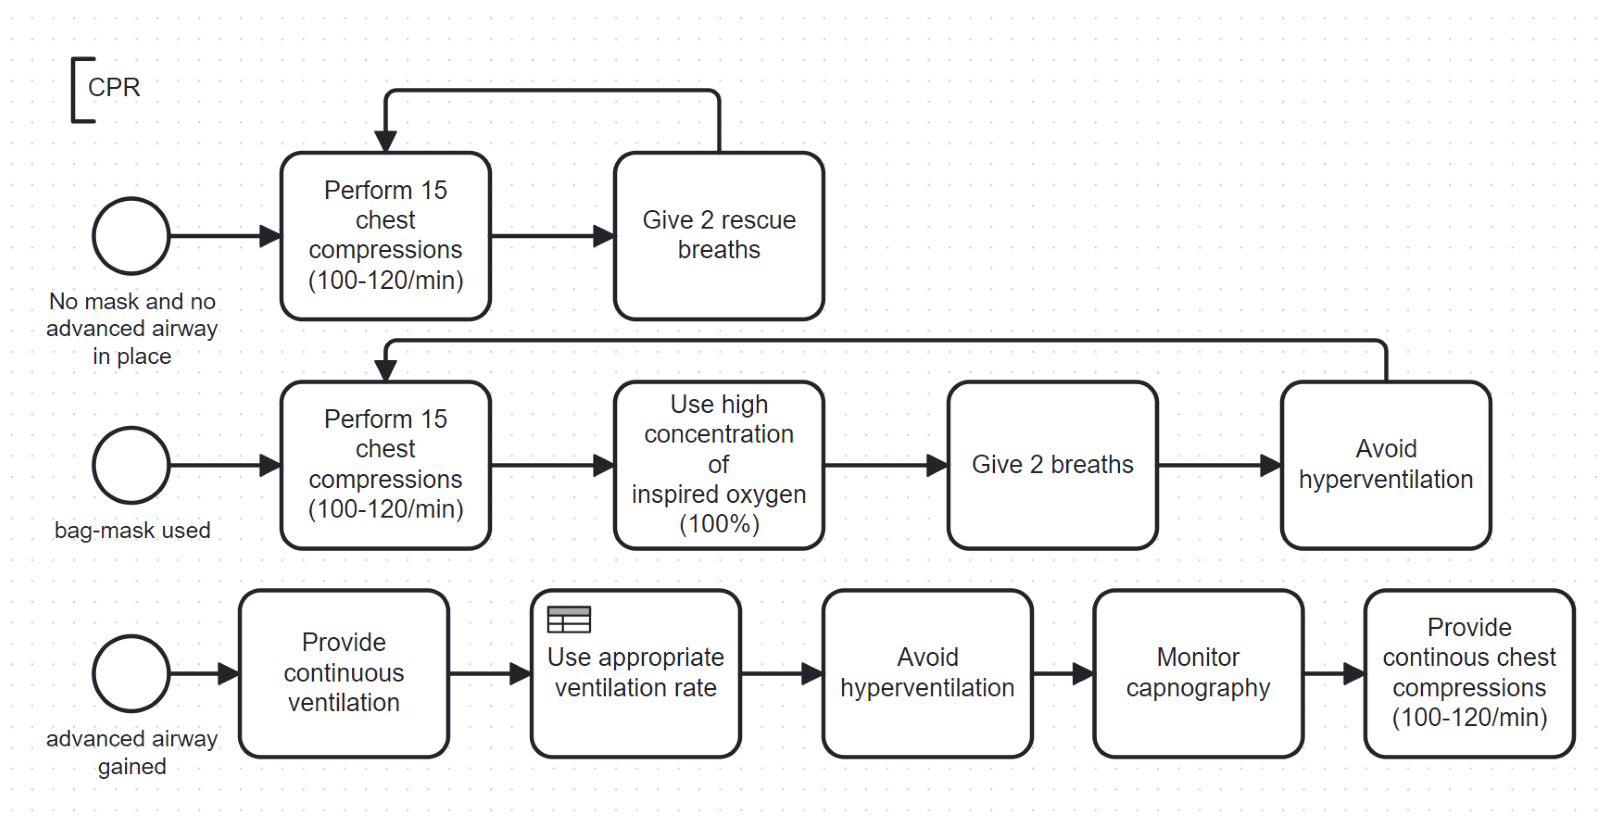 CPR
Perform 15
chest
compressions
(100-120/min)
Give 2 rescue
breaths
No mask and no
advanced airway
in place
Perform 15
chest
compressions
(100-120/min)
Use high
concentration
of
inspired oxygen
(100%)
Give 2 breaths
Avoid
hyperventilation
bag-mask used
Provide
continuous
ventilation
Use appropriate
ventilation rate
Avoid
hyperventilation
Monitor
capnography
Provide
continous chest
compressions
(100-120/min)
advanced airway
gained